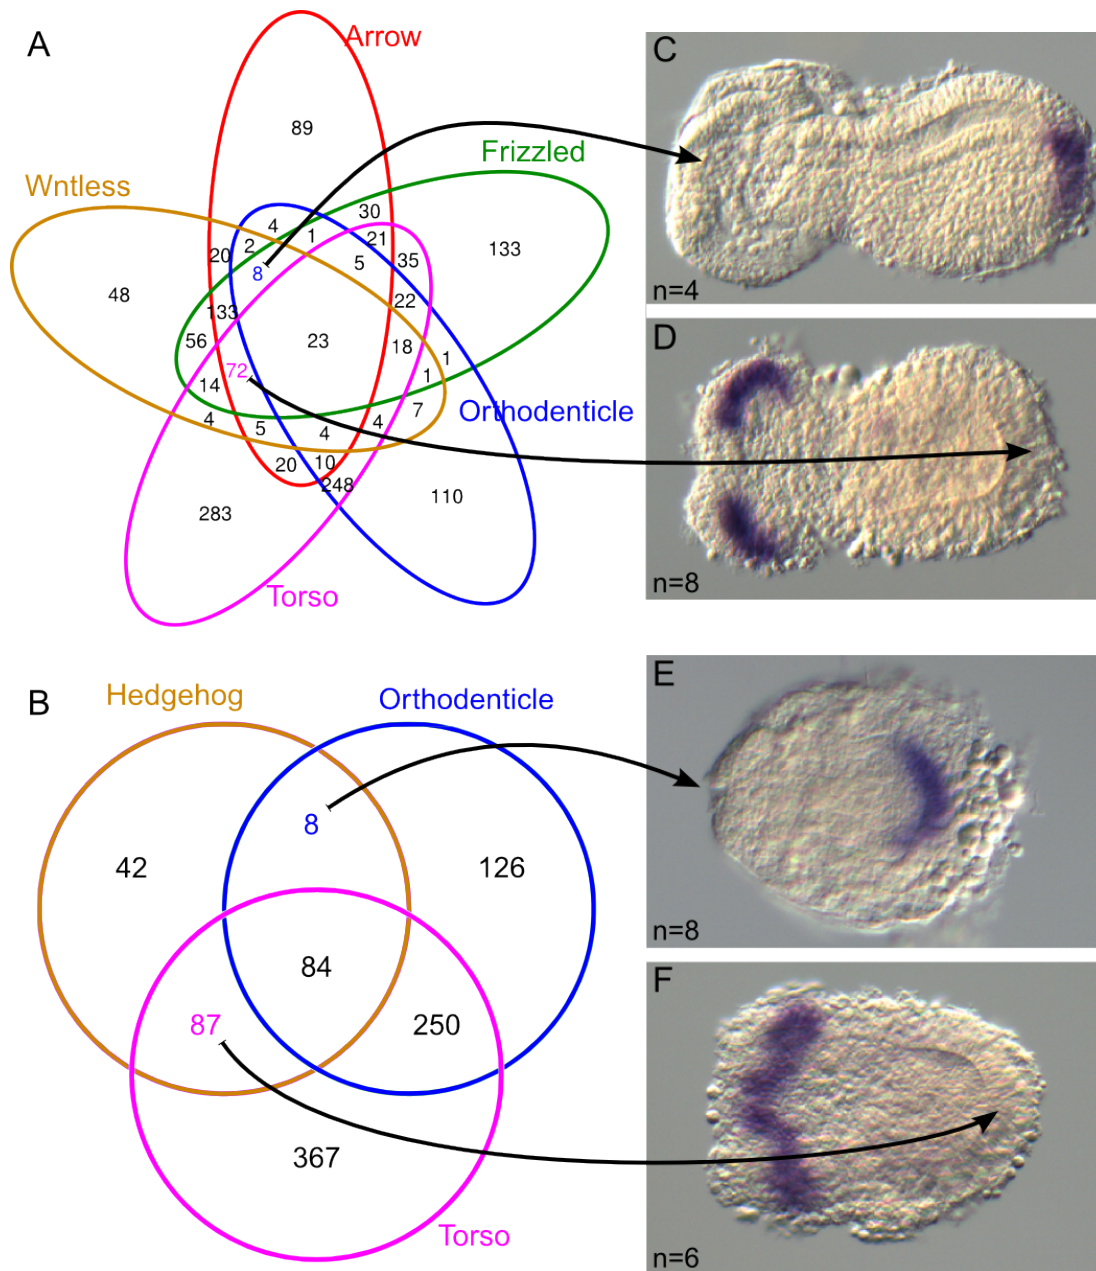 A
Arrow
C
89
Frizzled
Wntless
30
4
1
21
2
133
20
5
35
8
48
22
133
n=4
56
23
18
D
1
72
1
14
7
Orthodenticle
4
5
4
4
20
10
248
110
283
n=8
Torso
E
Hedgehog
Orthodenticle
B
8
42
126
n=8
84
F
87
250
367
Torso
n=6